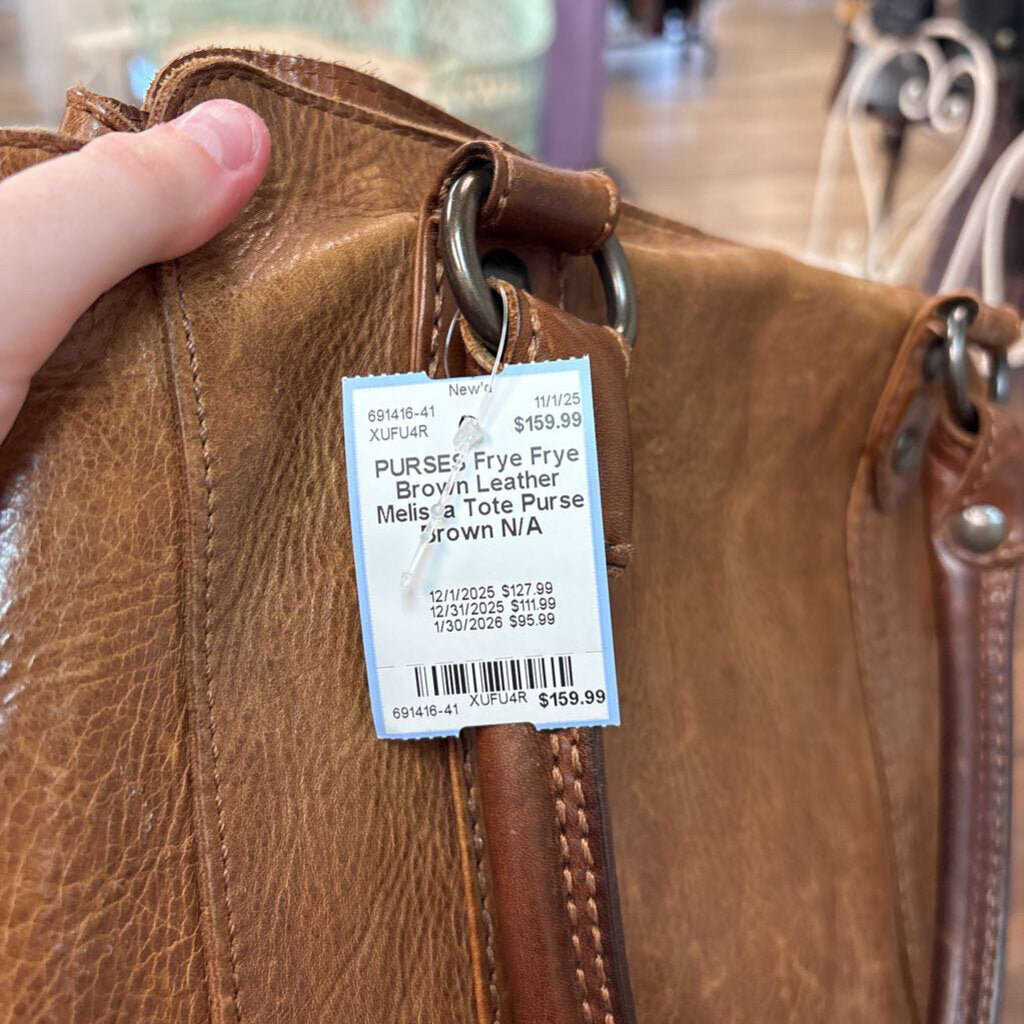 New'd
691416-41 11/1/25
XUFU4R $159.99
PURSES Frye Frye
Brown Leather
Melissa Tote Purse
Brown N/A
12/1/2025 $127.99
12/31/2025 $111.99
1/30/2026 $95.99
691416-41 XUFU4R $159.99